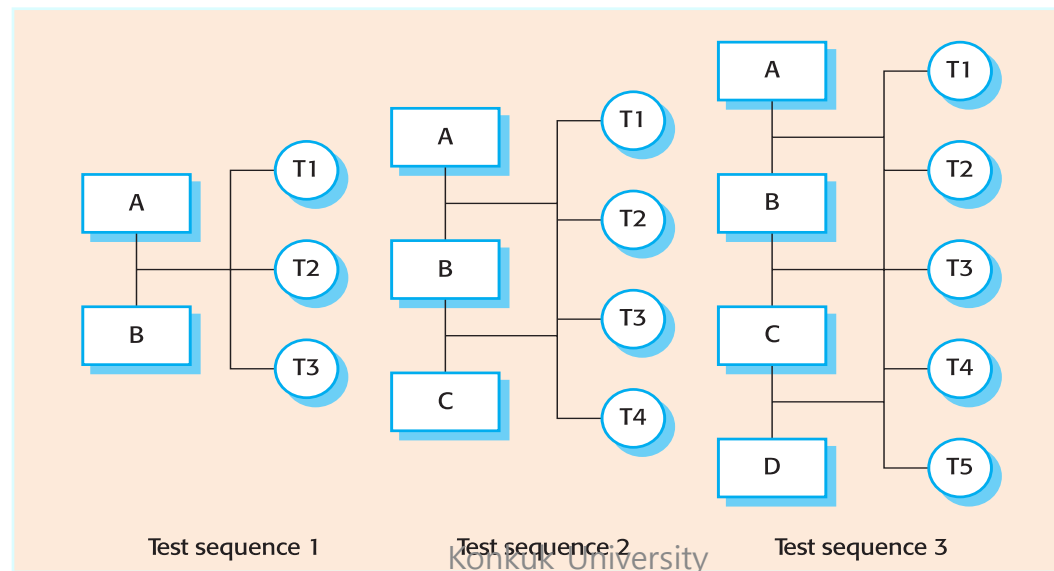 A
B
T1
T2
T3
Test sequence 1
A
B
C
T1
T2
T3
T4
Test sequence 2
A
B
C
D
T1
T2
T3
T4
T5
Test sequence 3
Konkuk University